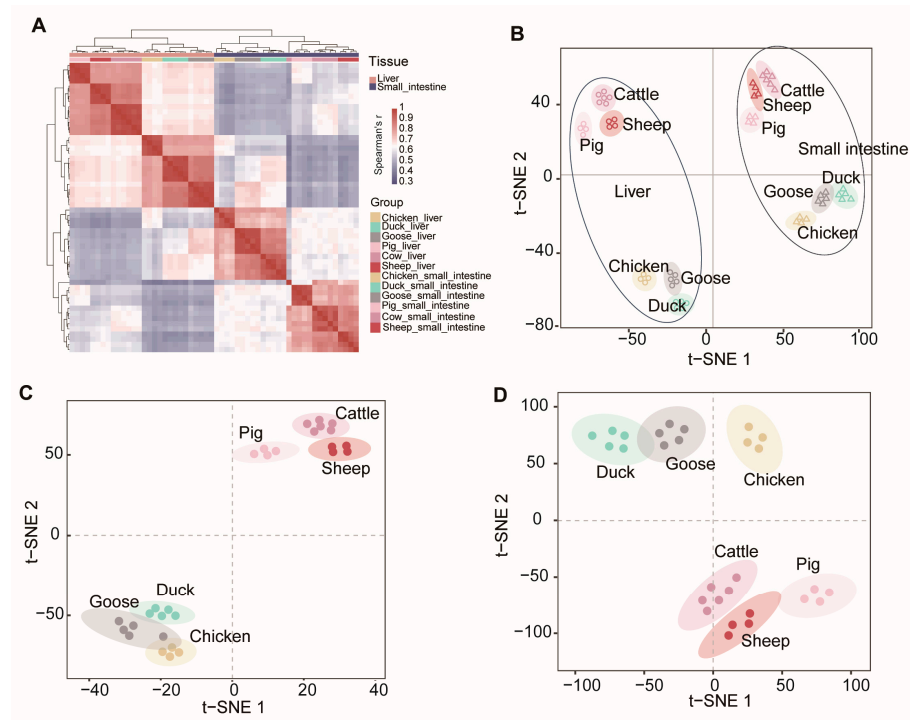 A
Tissue
Liver
Small_intestine
Spearman's r
1
0.9
0.8
0.7
0.6
0.5
0.4
0.3
Group
Chicken_liver
Duck_liver
Goose_liver
Pig_liver
Cow_liver
Sheep_liver
Chicken_small_intestine
Duck_small_intestine
Goose_small_intestine
Pig_small_intestine
Cow_small_intestine
Sheep_small_intestine
B
t−SNE 2
40
0
−40
−80
Cattle
Sheep
Pig
Liver
Chicken
Goose
Duck
Cattle
Sheep
Pig
Small intestine
Duck
Goose
Chicken
−50
0
50
100
t−SNE 1
C
t−SNE 2
50
0
−50
Cattle
Pig
Sheep
Duck
Goose
Chicken
−40
−20
0
20
40
t−SNE 1
D
t−SNE 2
100
50
0
−50
−100
Duck
Goose
Chicken
Cattle
Pig
Sheep
−100
−50
0
50
100
t−SNE 1